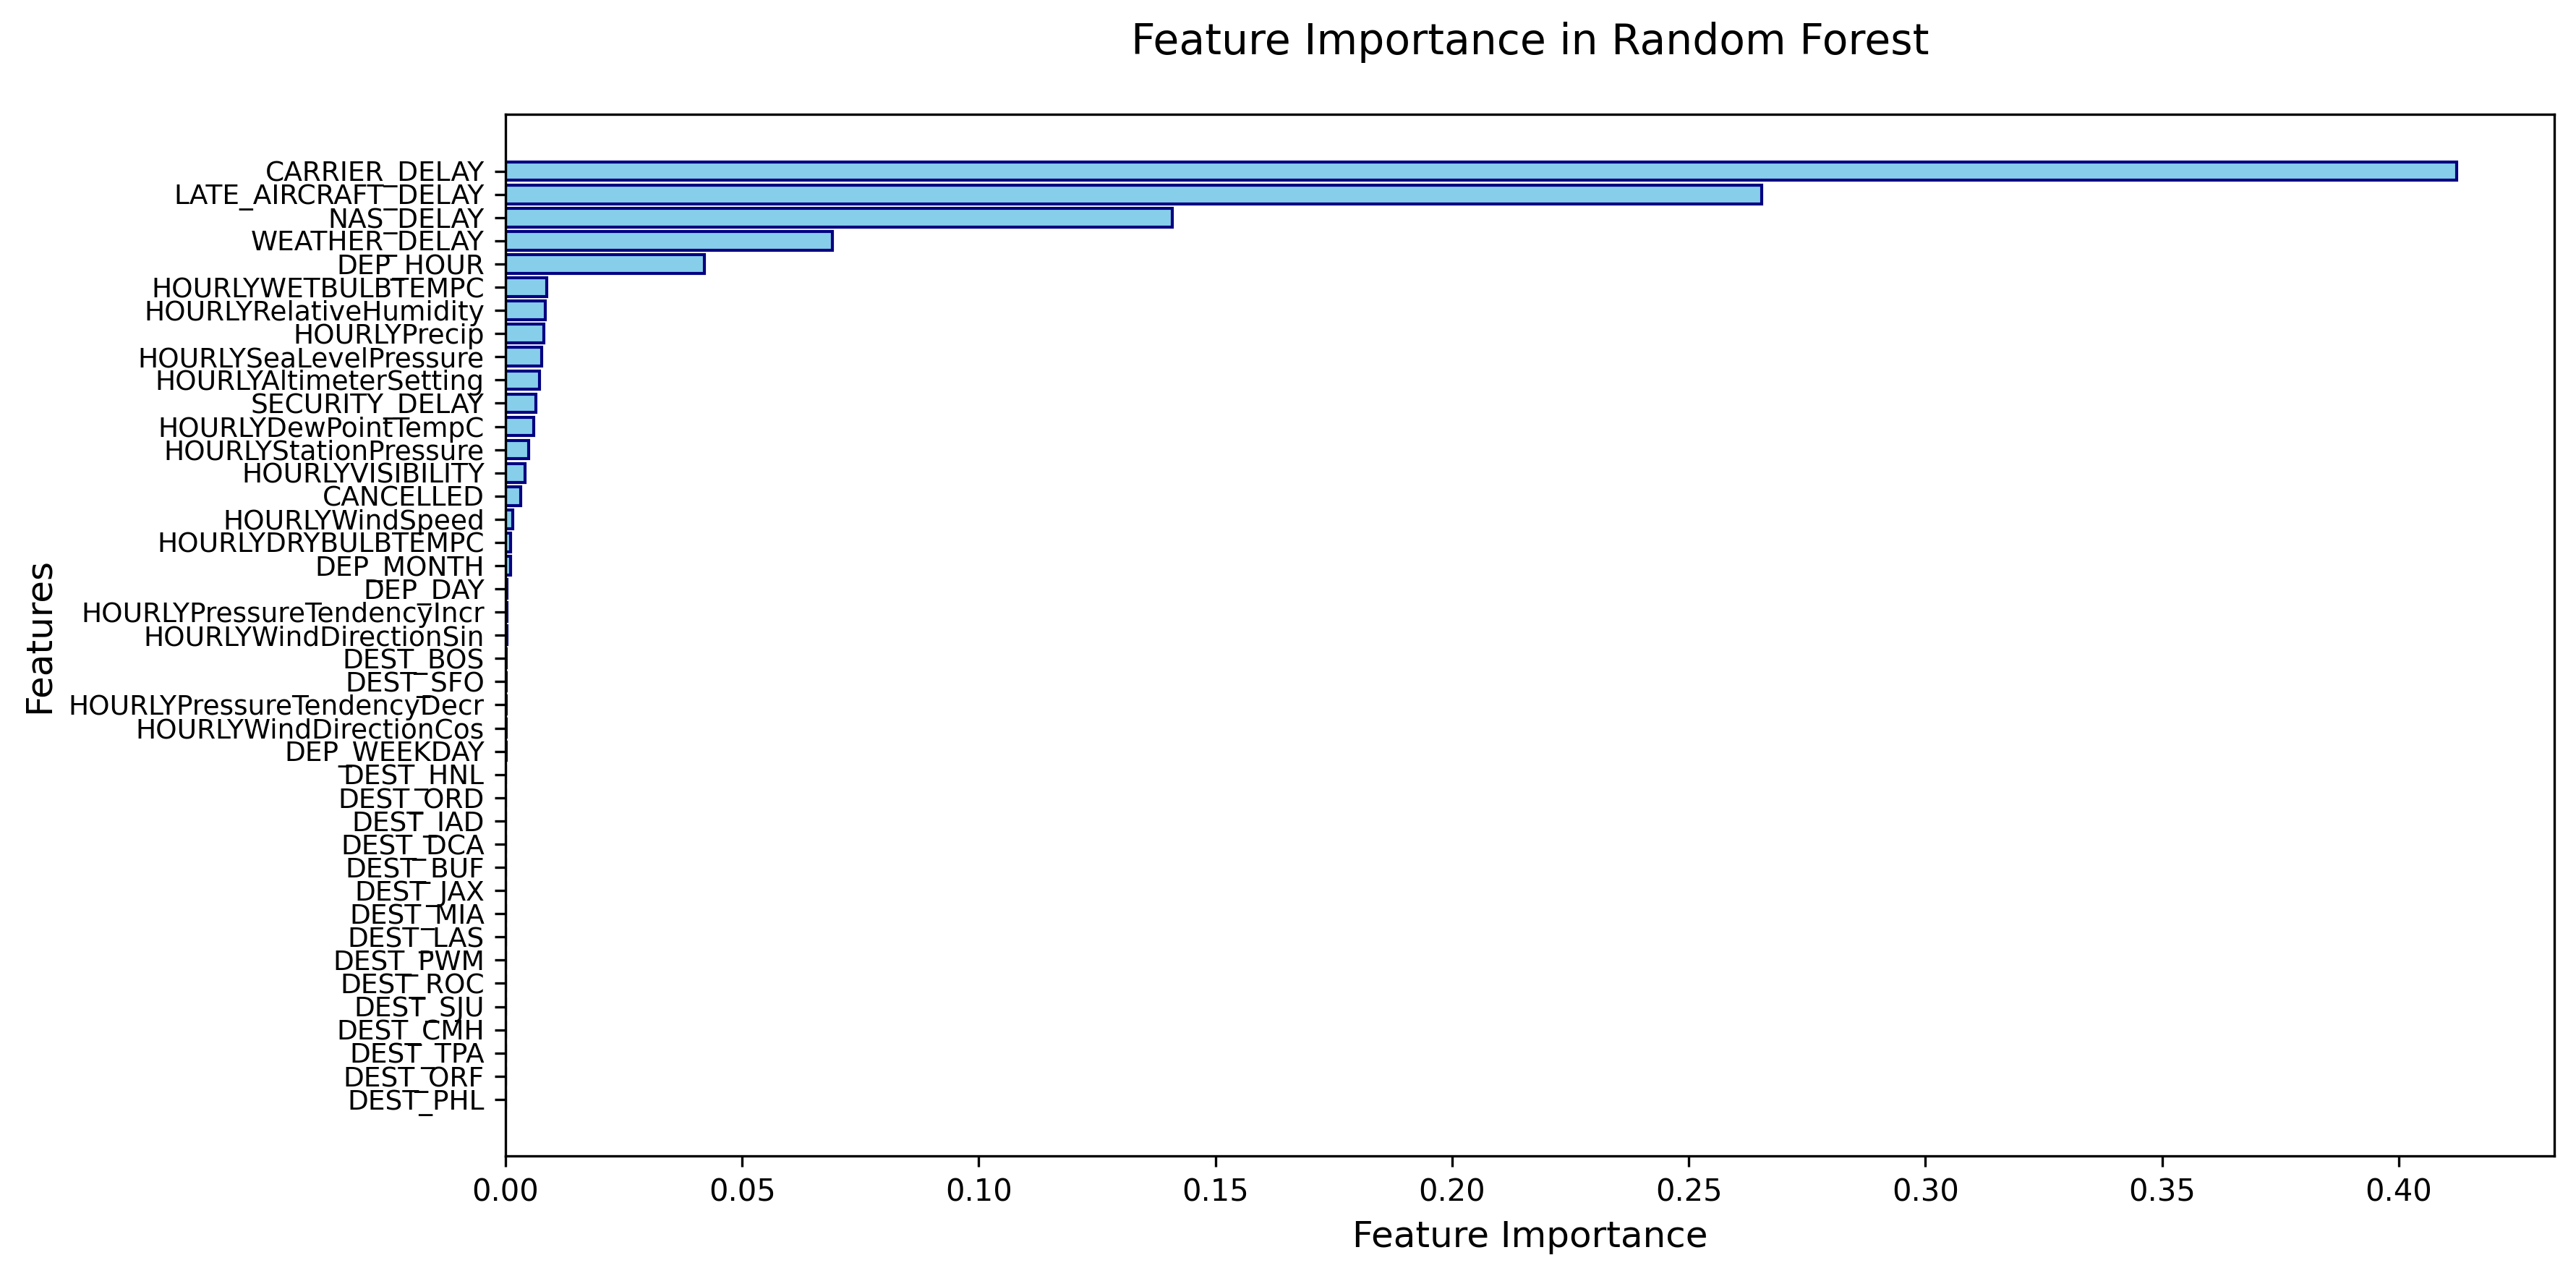 Feature Importance in Random Forest
CARRIER_DELAY
LATE_AIRCRAFT_DELAY
NAS_DELAY
WEATHER_DELAY
DEP_HOUR
HOURLYWETBULBTEMPC
HOURLYRelativeHumidity
HOURLYPrecip
HOURLYSeaLevelPressure
HOURLYAltimeterSetting
SECURITY_DELAY
HOURLYDewPointTempC
HOURLYStationPressure
HOURLYVISIBILITY
CANCELLED
HOURLYWindSpeed
HOURLYDRYBULBTEMPC
DEP_MONTH
DEP_DAY
HOURLYPressureTendencyIncr
HOURLYWindDirectionSin
DEST_BOS
DEST_SFO
HOURLYPressureTendencyDecr
HOURLYWindDirectionCos
DEP_WEEKDAY
DEST_HNL
DEST_ORD
DEST_IAD
DEST_DCA
DEST_BUF
DEST_JAX
DEST_MIA
DEST_LAS
DEST_PWM
DEST_ROC
DEST_SJU
DEST_CMH
DEST_TPA
DEST_ORF
DEST_PHL
Features
0.00 0.05 0.10 0.15 0.20 0.25 0.30 0.35 0.40
Feature Importance